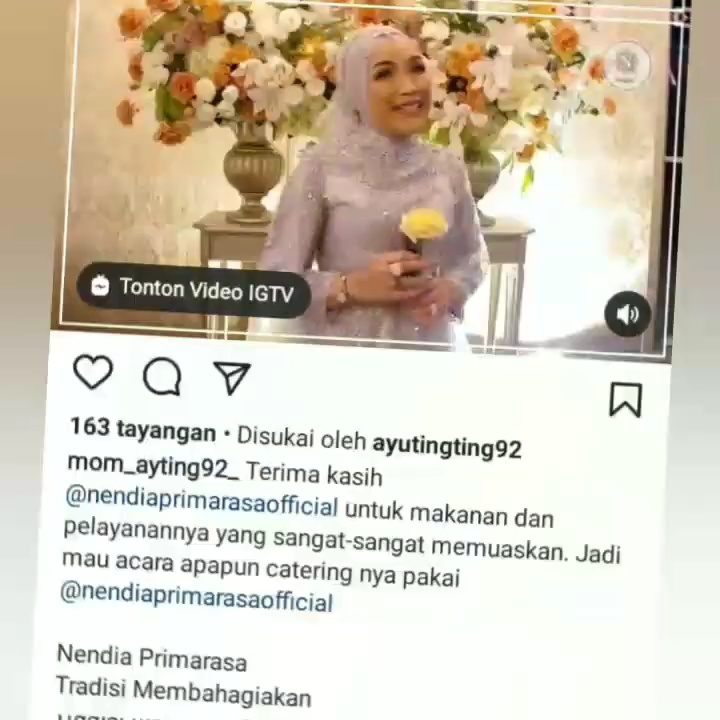 Tonton Video IGTV
163 tayangan • Disukai oleh ayutingting92
mom_ayting92_ Terima kasih
@nendiaprimarasaofficial untuk makanan dan
pelayanannya yang sangat-sangat memuaskan. Jadi
mau acara apapun catering nya pakai
@nendiaprimarasaofficial
Nendia Primarasa
Tradisi Membahagiakan